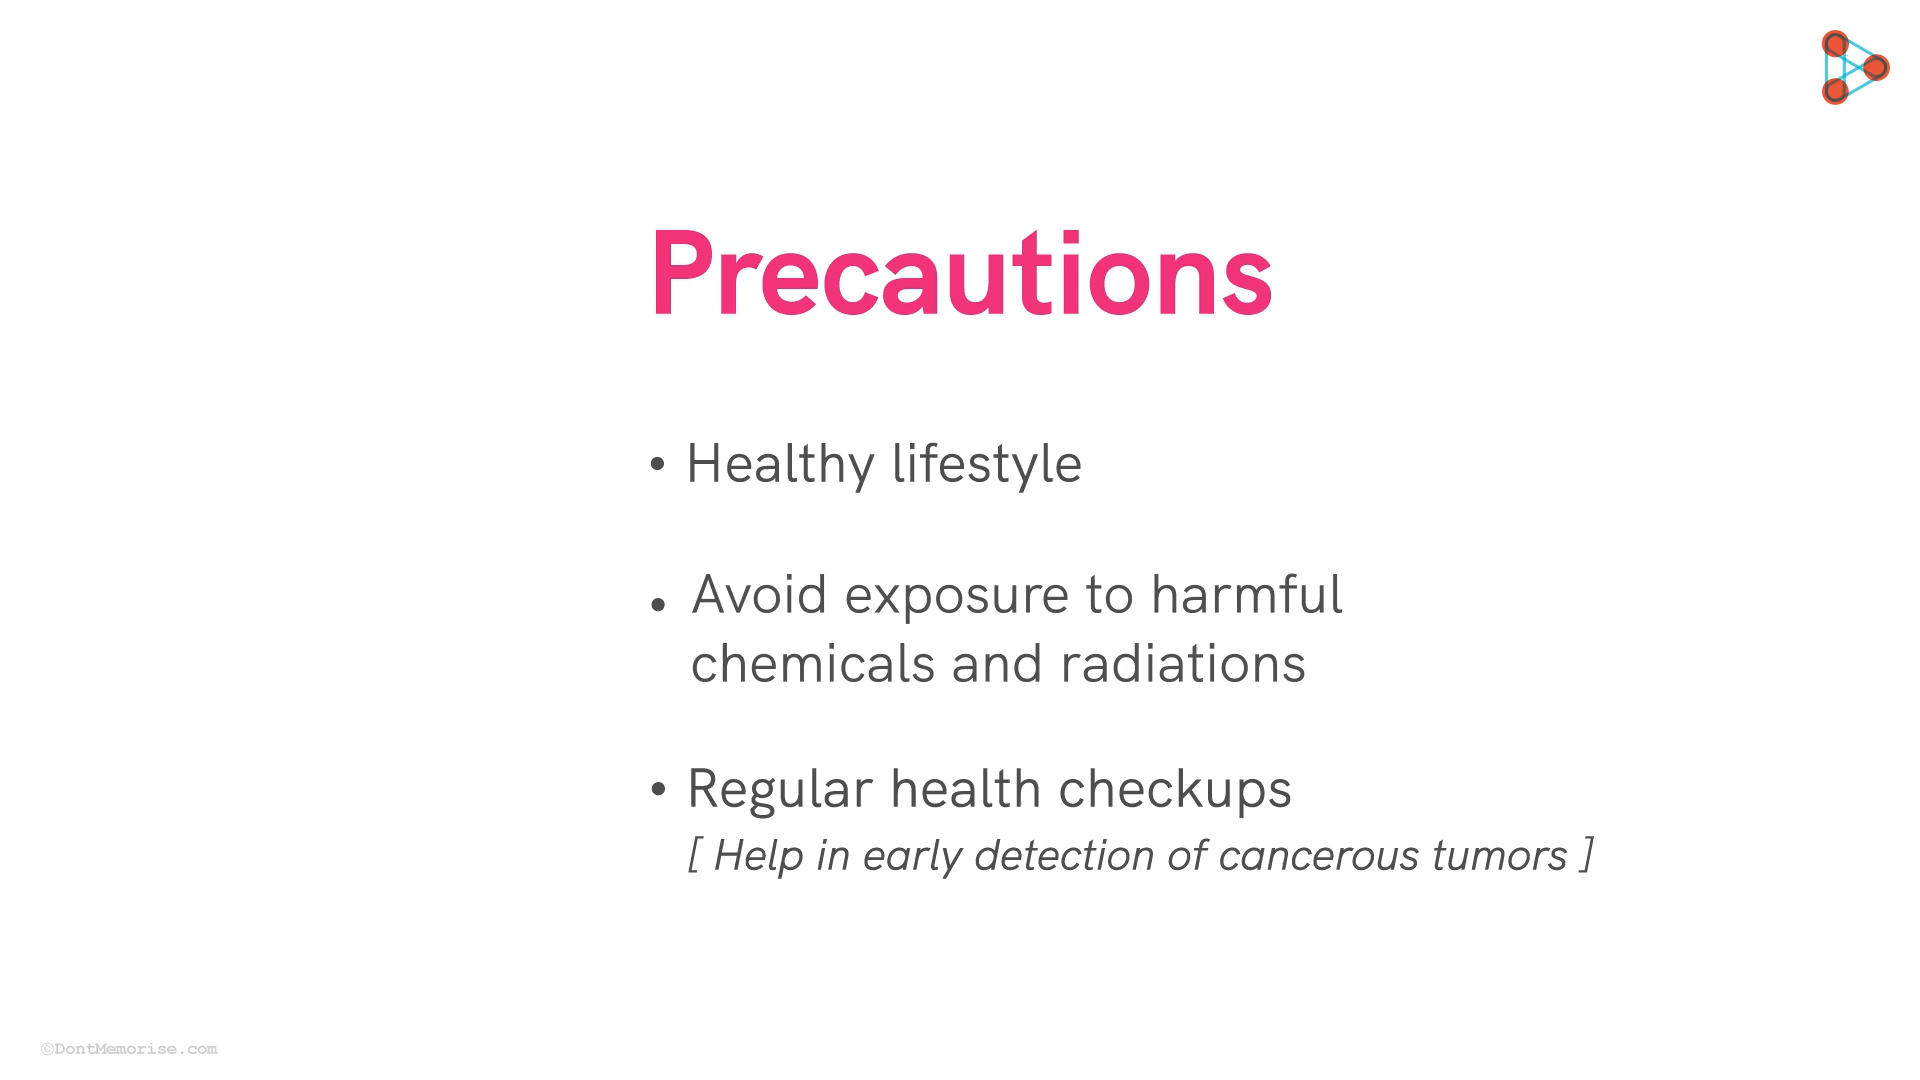 Precautions
• Healthy lifestyle
• Avoid exposure to harmful
chemicals and radiations
• Regular health checkups
[ Help in early detection of cancerous tumors ]
©DontMemorise.com